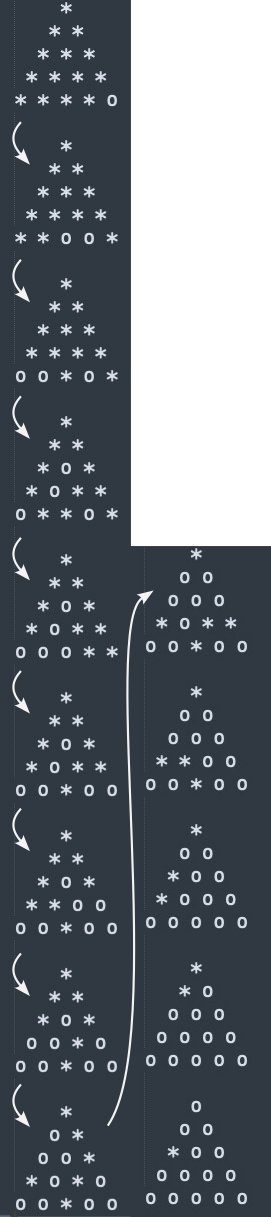 *
* *
* * *
* * * *
* * * * o
*
* *
* * *
* * * *
* * o o *
*
* *
* * *
* * * *
o o * o *
*
* *
* o *
* o * *
o * * o *
*
* *
* o *
* o * *
o o o * *
*
* *
* o *
* o * *
o o * o o
*
* *
* o *
* * o o
o o * o o
*
* *
* o *
o o * o
o o * o o
*
o *
o o *
* o * o
o o * o o
*
o o
o o o
* o * *
o o * o o
*
o o
o o o
* * o o
o o * o o
*
o o
* o o
* o o o
o o o o o
*
* o
o o o
o o o o
o o o o o
o
o o
* o o
o o o o
o o o o o